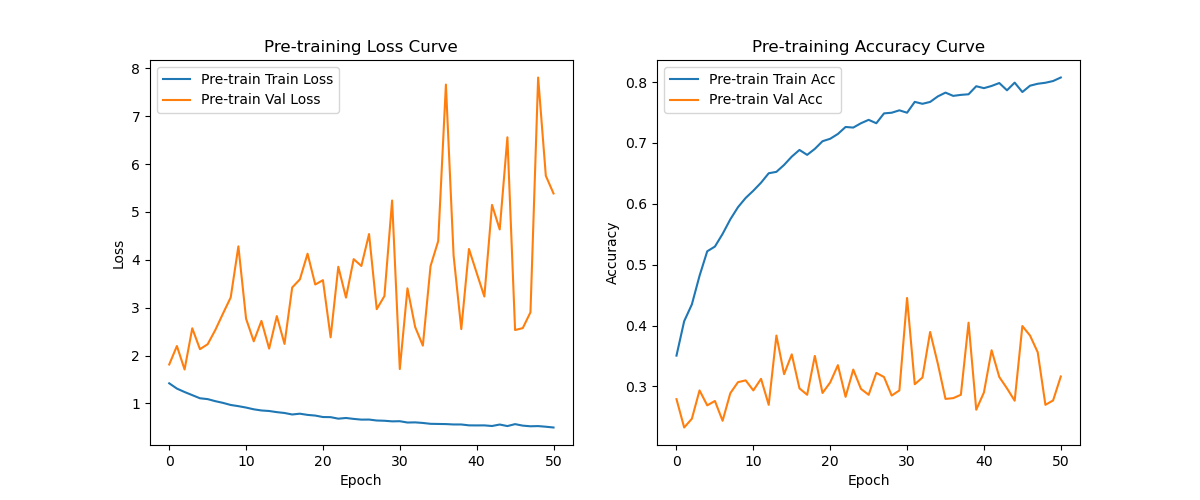 Pre-training Loss Curve
Pre-train Train Loss
Pre-train Val Loss
8
7
6
5
4
3
2
1
Loss
0
10
20
30
40
50
Epoch
Pre-training Accuracy Curve
Pre-train Train Acc
Pre-train Val Acc
0.8
0.7
0.6
0.5
0.4
0.3
Accuracy
0
10
20
30
40
50
Epoch